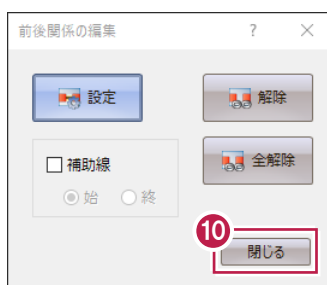 前後関係の編集 ? ×
設定
解除
補助線
全解除
始 終
10
閉じる